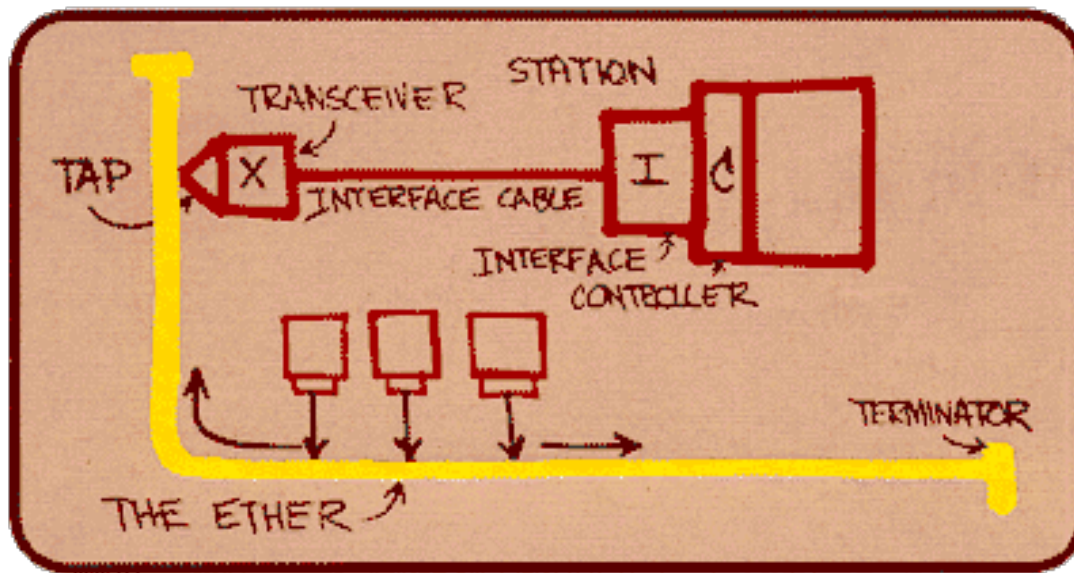 STATION
TRANSCEIVER
TAP
X
I
C
INTERFACE CABLE
INTERFACE
CONTROLLER
TERMINATOR
THE ETHER